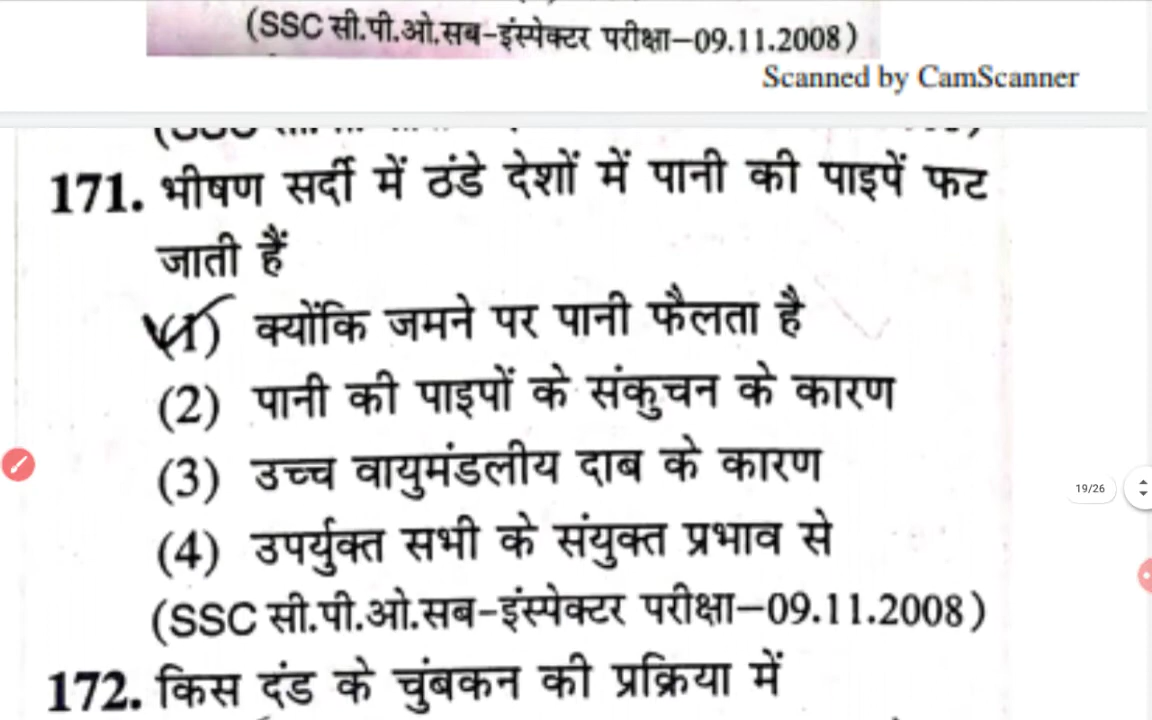 (SSC सी.पी.ओ.सब-इंस्पेक्टर परीक्षा-09.11.2008)
Scanned by CamScanner
171. भीषण सर्दी में ठंडे देशों में पानी की पाइपें फट
जाती हैं
(1) क्योंकि जमने पर पानी फैलता है
(2) पानी की पाइपों के संकुचन के कारण
(3) उच्च वायुमंडलीय दाब के कारण
19/26
(4) उपर्युक्त सभी के संयुक्त प्रभाव से
(SSC सी.पी.ओ.सब-इंस्पेक्टर परीक्षा-09.11.2008)
172. किस दंड के चुंबकन की प्रक्रिया में